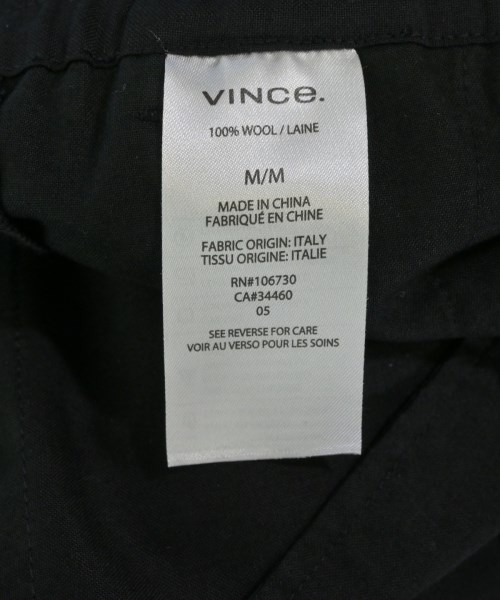 VINCe.
100% WOOL / LAINE
M/M
MADE IN CHINA
FABRIQUÉ EN CHINE
FABRIC ORIGIN: ITALY
TISSU ORIGINE: ITALIE
RN#106730
CA#34460
05
SEE REVERSE FOR CARE
VOIR AU VERSO POUR LES SOINS